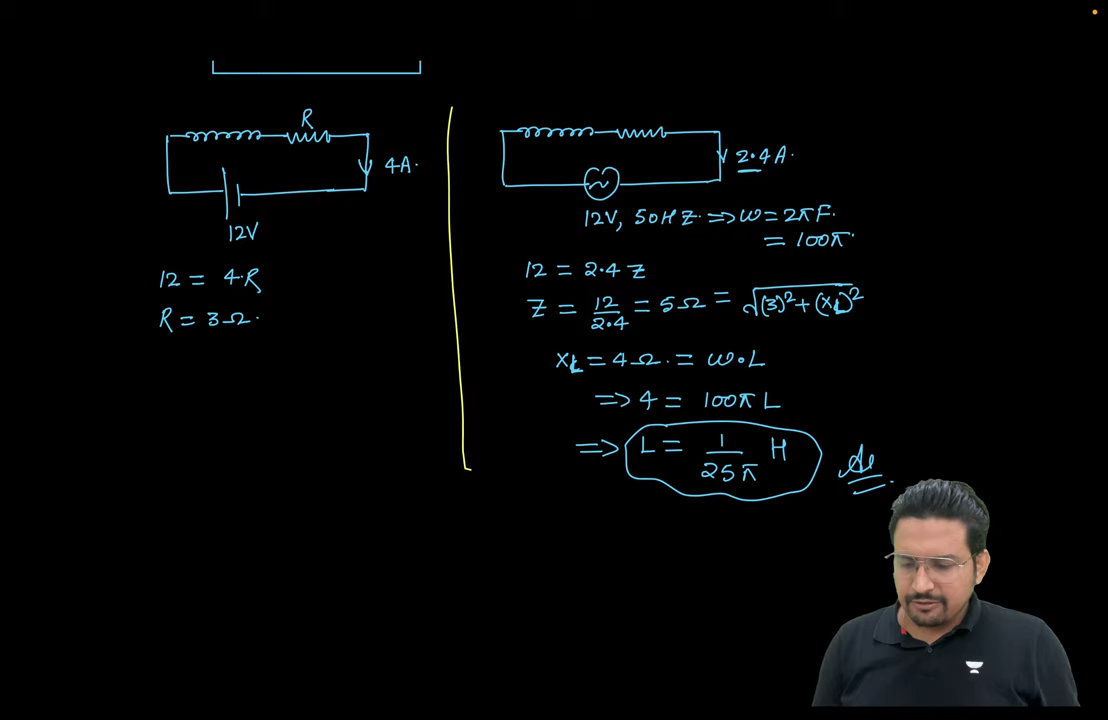 R
4A.
12V
12 = 4·R
R = 3Ω.
2.4A.
12V, 50HZ. ⇒ ω = 2πF.
= 100π.
12 = 2.4 Z
Z = 12/2.4 = 5Ω = √(3)²+(XL)²
XL = 4Ω. = ω.L
⇒ 4 = 100π L
⇒ L = 1/25π H